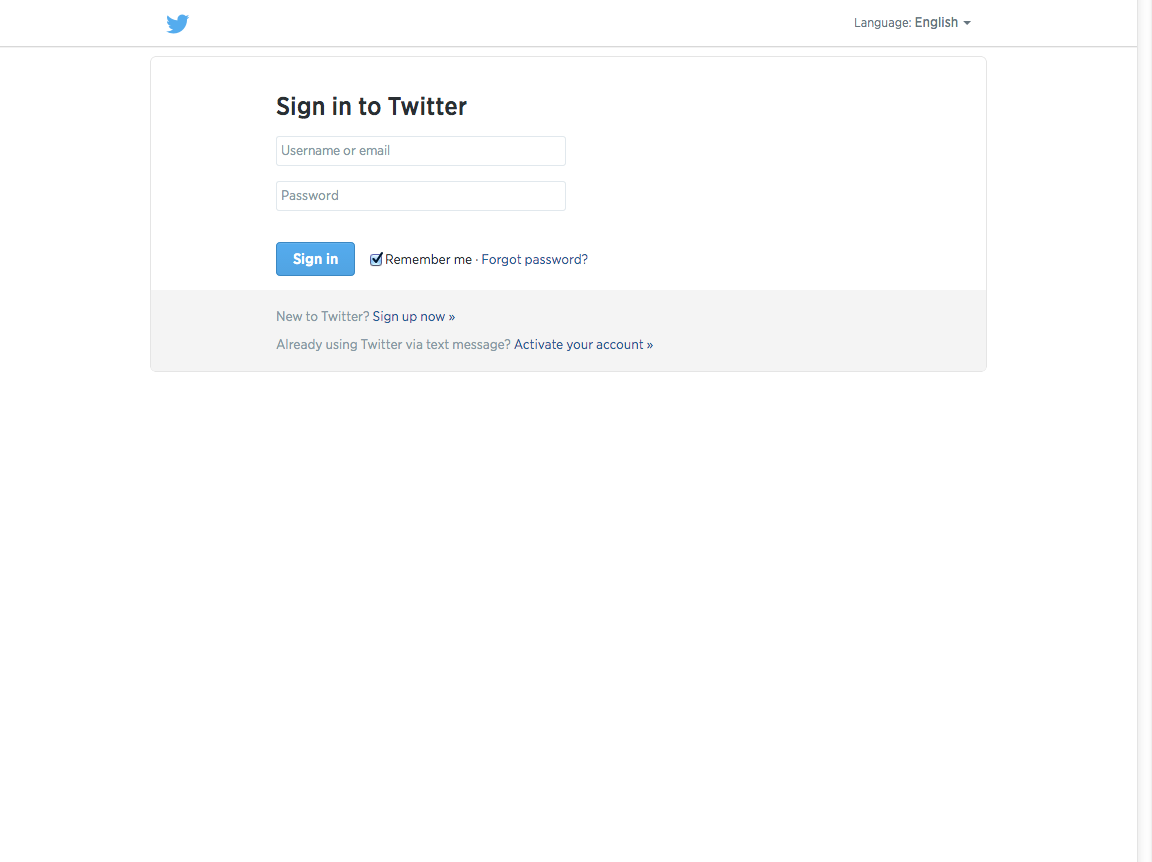 Language: English
Sign in to Twitter
Username or email
Password
Sign in Remember me · Forgot password?
New to Twitter? Sign up now »
Already using Twitter via text message? Activate your account »